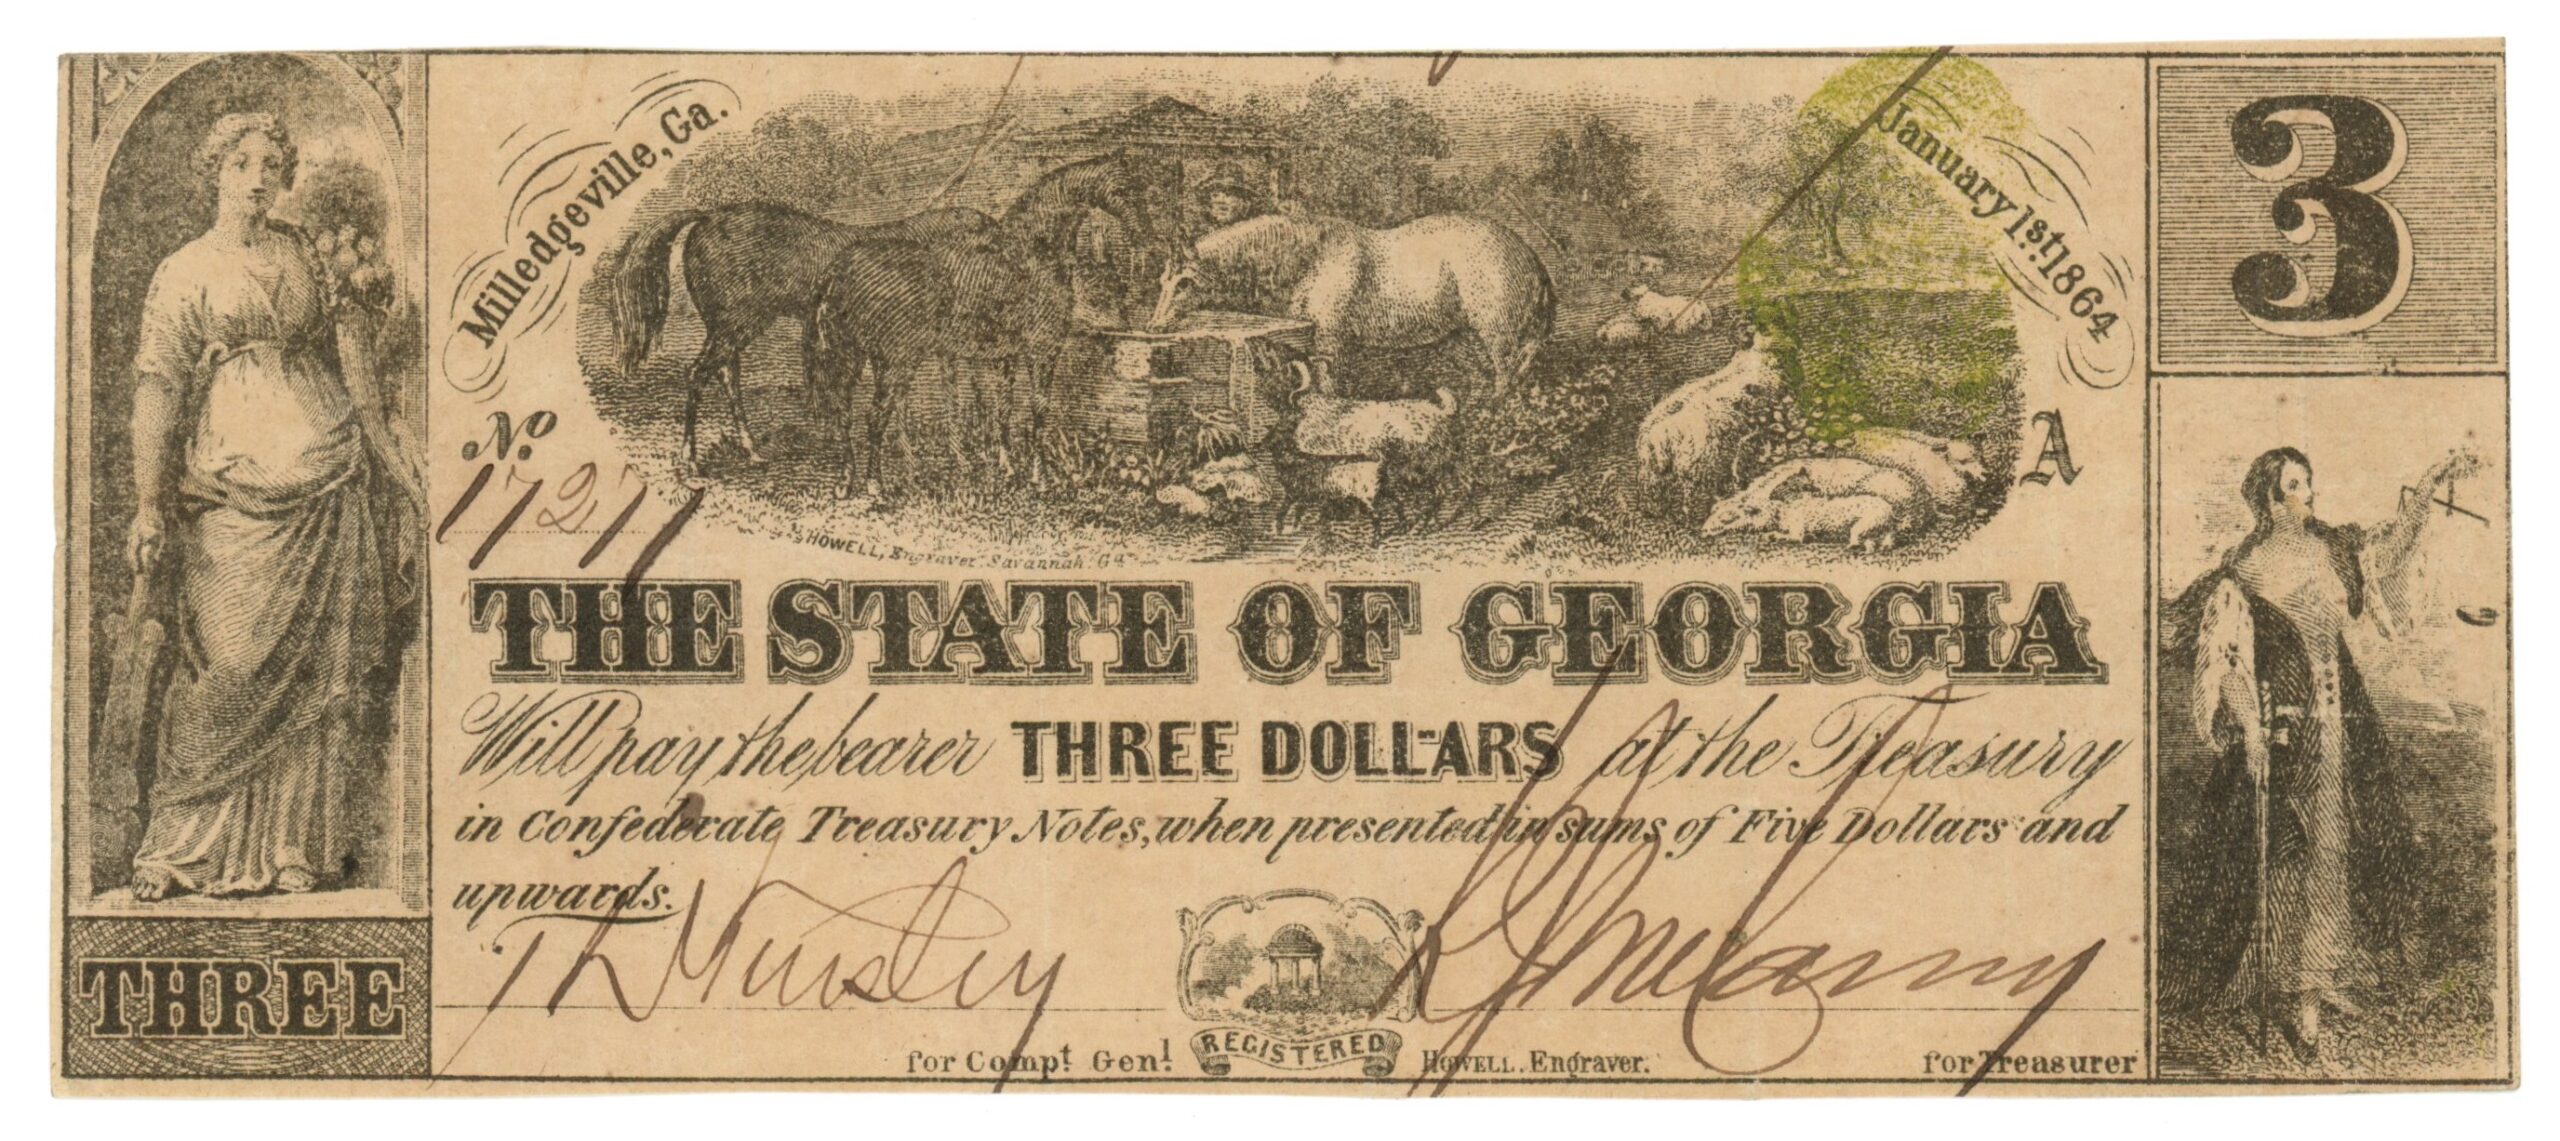 Milledgeville, Ga.
January 1st. 1864
3
No
17277
A
HOWELL, Engraver. Savannah. Ga
THE STATE OF GEORGIA
Will pay the bearer THREE DOLLARS at the Treasury
in Confederate Treasury Notes, when presented in sums of Five Dollars and
upwards.
THREE
REGISTERED
for Compt. Genl.
HOWELL. Engraver.
for Treasurer